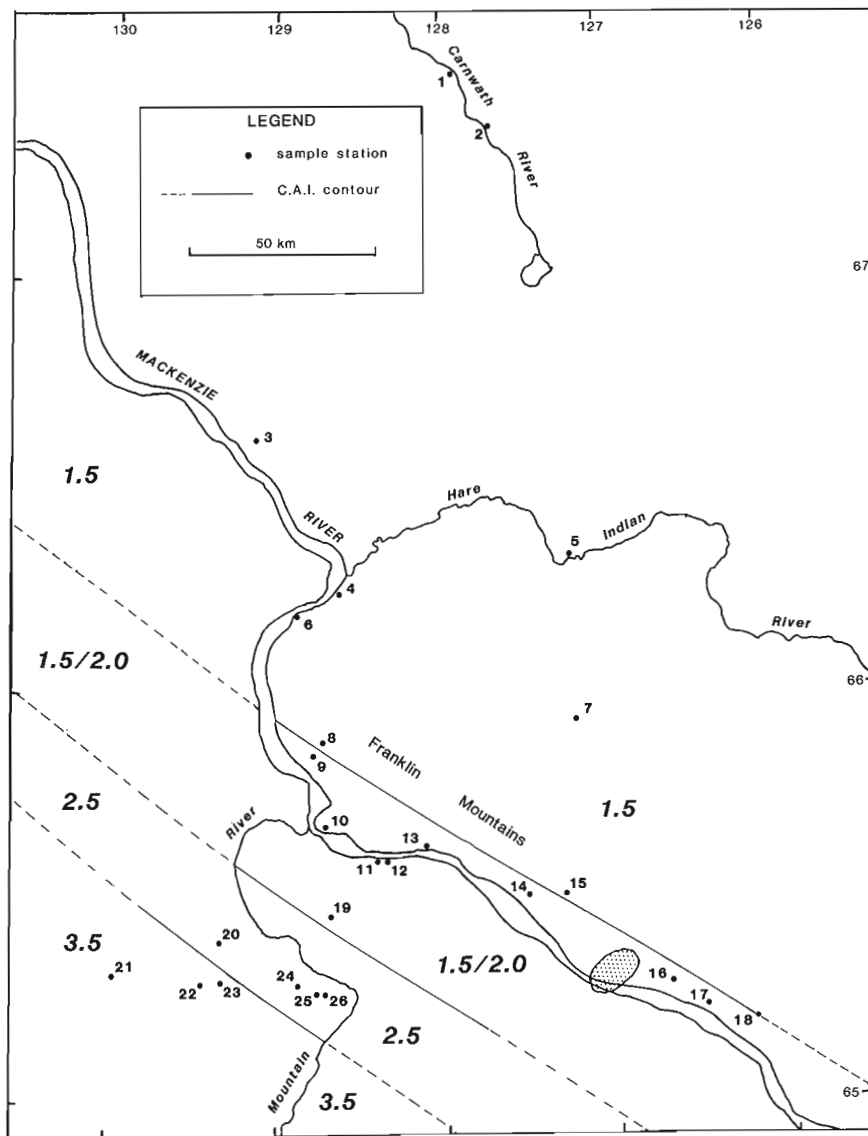 130 129 128 127 126
Carnwath
River
1
2
LEGEND
sample station
C.A.I. contour
50 km
67
MACKENZIE
RIVER
3
1.5
Hare
Indian
River
5
4
6
1.5/2.0
66
7
8
9
Franklin
Mountains
1.5
2.5
River
10
13
11 12
14
15
19
20
3.5
21
1.5/2.0
16
17
18
22 23
24
25 26
2.5
Mountain
3.5
65